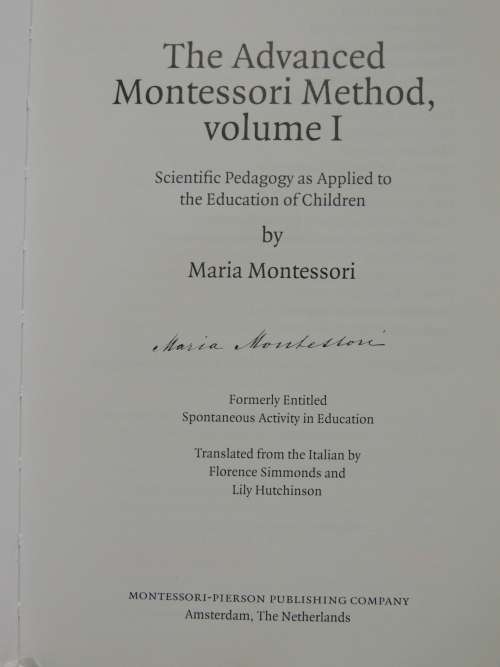 The Advanced
Montessori Method,
volume I
Scientific Pedagogy as Applied to
the Education of Children
by
Maria Montessori
Maria Montessori
Formerly Entitled
Spontaneous Activity in Education
Translated from the Italian by
Florence Simmonds and
Lily Hutchinson
MONTESSORI-PIERSON PUBLISHING COMPANY
Amsterdam, The Netherlands